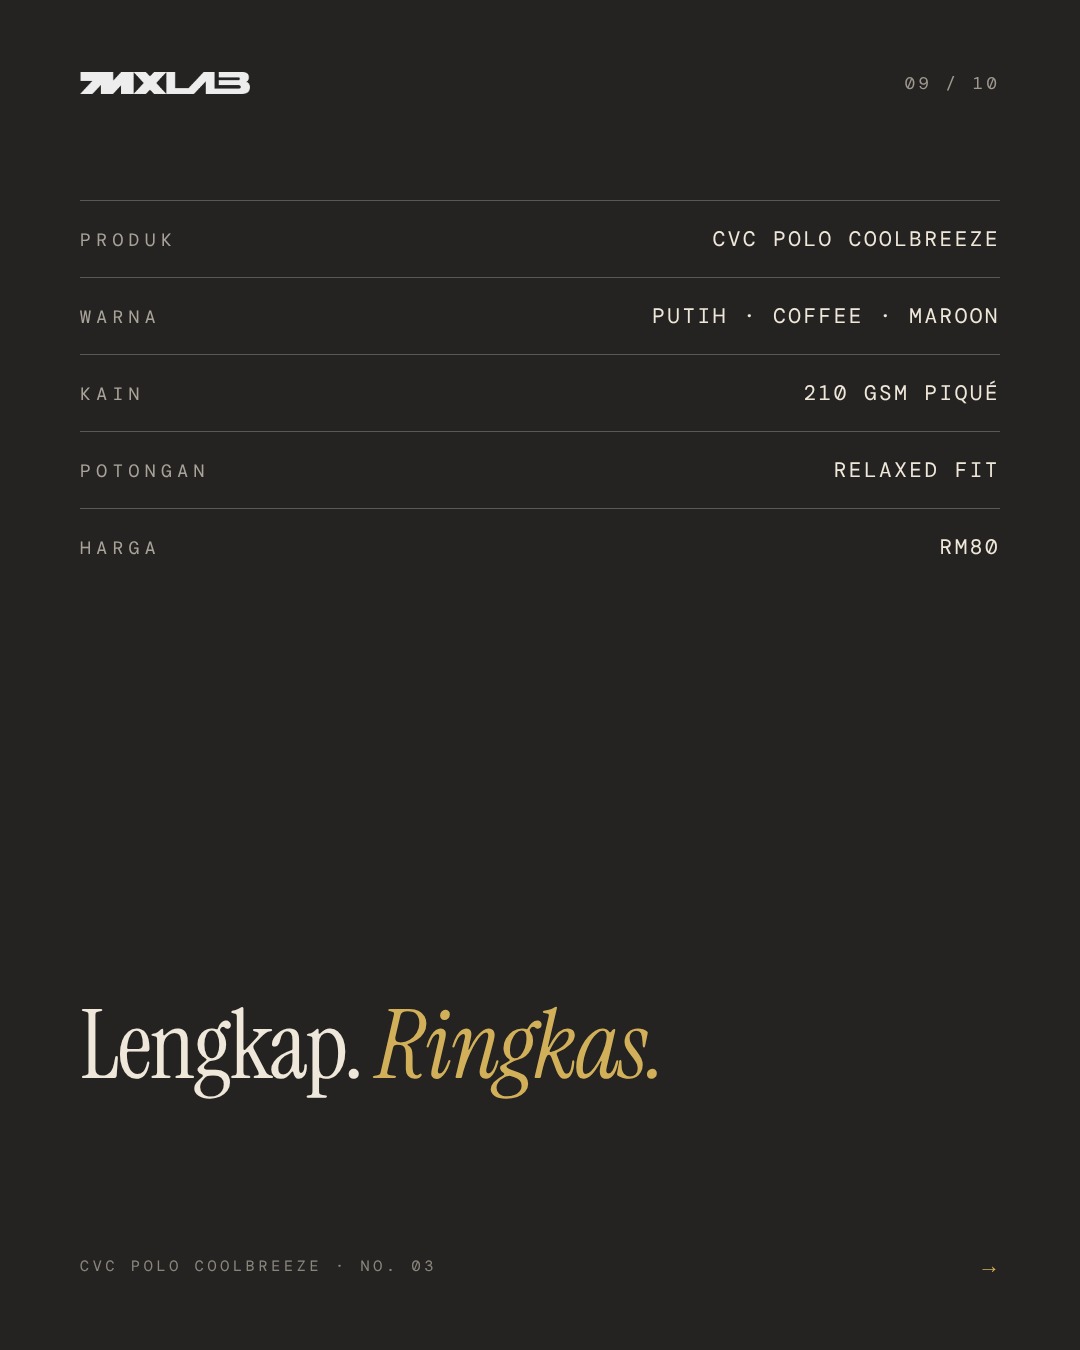 7MXLAB
09 / 10
PRODUK CVC POLO COOLBREEZE
WARNA PUTIH · COFFEE · MAROON
KAIN 210 GSM PIQUÉ
POTONGAN RELAXED FIT
HARGA RM80
Lengkap. Ringkas.
CVC POLO COOLBREEZE · NO. 03 →